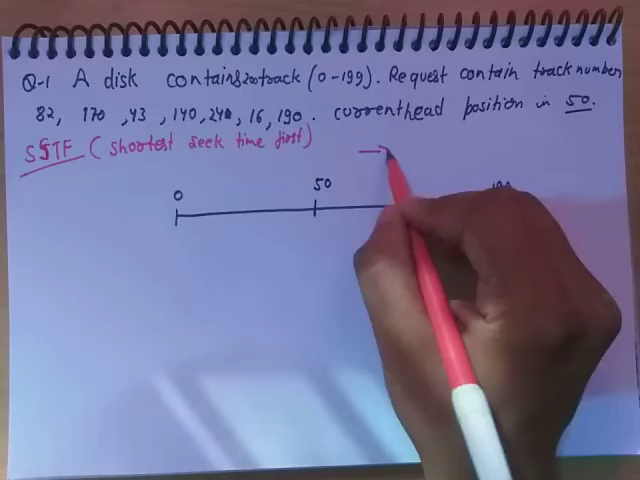 Q-1 A disk contains 200 track (0-199). Request contain track number
82, 170, 43, 140, 24, 16, 190. current head position in 50.
SSTF (shortest seek time first)
0 50